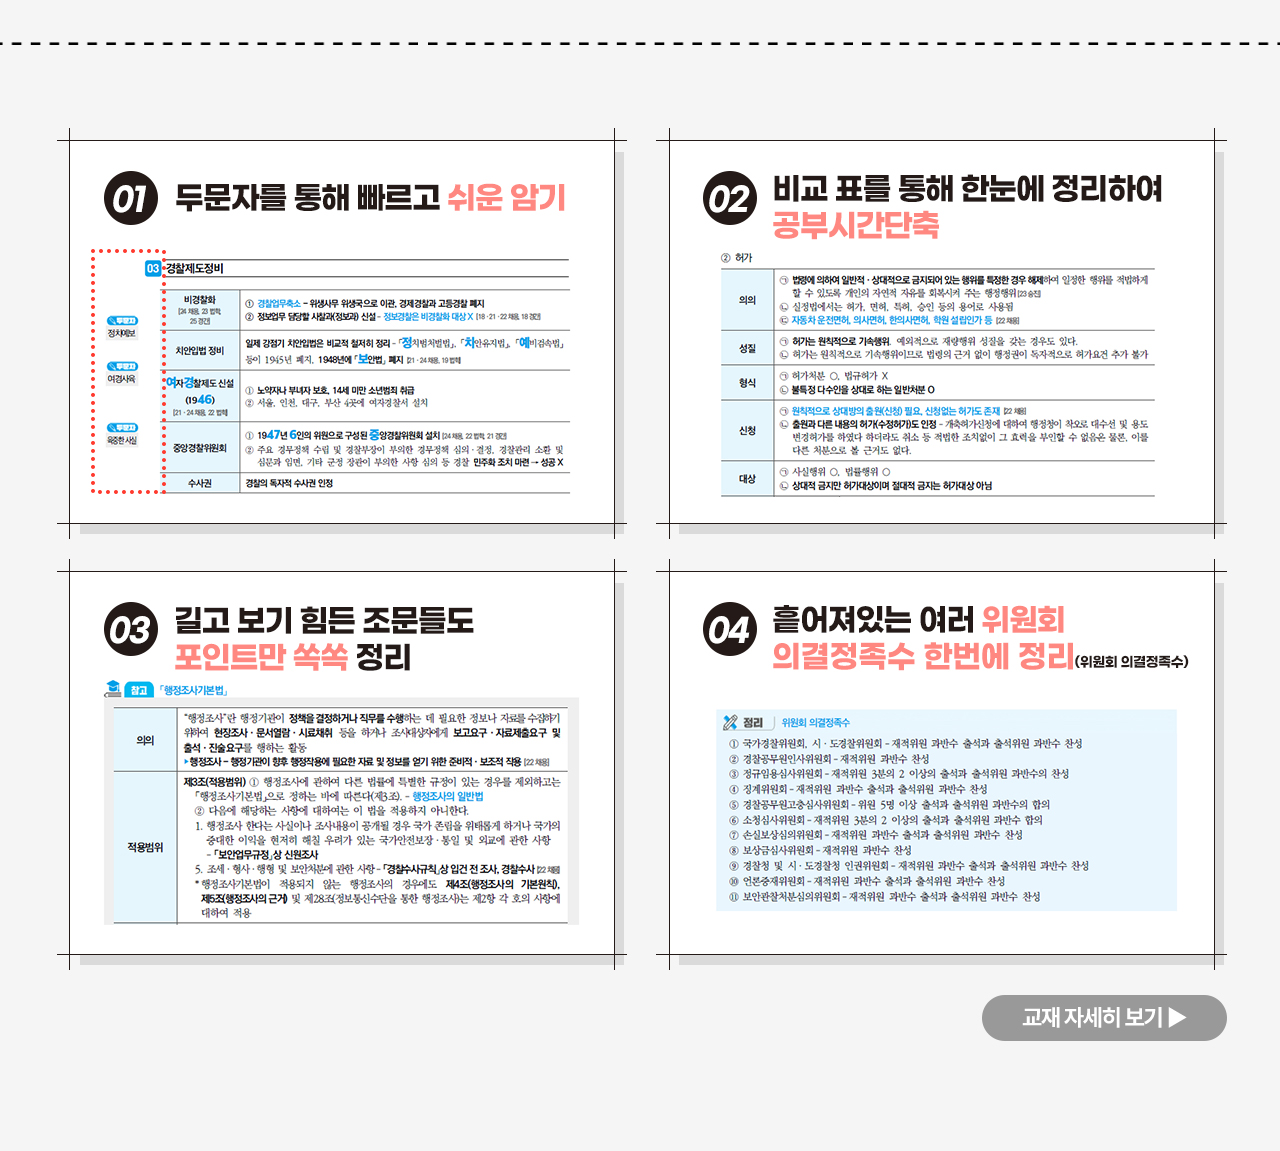 01 두문자를 통해 빠르고 쉬운 암기
03 경찰제도정비
비경찰화
[24 채용, 23 법학,
25 경간]
① 경찰업무축소 – 위생사무 위생국으로 이관, 경제경찰과 고등경찰 폐지
② 정보업무 담당할 사찰과(정보과) 신설 – 정보경찰은 비경찰화 대상 X [18·21·22 채용, 18 경간]
두문자
정치예보
치안입법 정비
일제 강점기 치안입법은 비교적 철저히 정리 – 「정치범처벌법」, 「치안유지법」, 「예비검속법」
등이 1945년 폐지, 1948년에 「보안법」 폐지 [21·24 채용, 19 법학]
두문자
여경사육
여자경찰제도 신설
(1946)
[21·24 채용, 22 법학]
① 노약자나 부녀자 보호, 14세 미만 소년범죄 취급
② 서울, 인천, 대구, 부산 4곳에 여자경찰서 설치
두문자
육중한 사실
중앙경찰위원회
① 1947년 6인의 위원으로 구성된 중앙경찰위원회 설치 [24 채용, 22 법학, 21 경간]
② 주요 경무정책 수립 및 경찰부장이 부의한 경무정책 심의·결정, 경찰관리 소환 및
심문과 임면, 기타 군정 장관이 부의한 사항 심의 등 경찰 민주화 조치 마련 → 성공 X
수사권
경찰의 독자적 수사권 인정
02 비교 표를 통해 한눈에 정리하여
공부시간단축
② 허가
의의
㉠ 법령에 의하여 일반적·상대적으로 금지되어 있는 행위를 특정한 경우 해제하여 일정한 행위를 적법하게
할 수 있도록 개인의 자연적 자유를 회복시켜 주는 행정행위 [23 승진]
㉡ 실정법에서는 허가, 면허, 특허, 승인 등의 용어로 사용됨
㉢ 자동차 운전면허, 의사면허, 한의사면허, 학원 설립인가 등 [22 채용]
성질
㉠ 허가는 원칙적으로 기속행위. 예외적으로 재량행위 성질을 갖는 경우도 있다.
㉡ 허가는 원칙적으로 기속행위이므로 법령의 근거 없이 행정권이 독자적으로 허가요건 추가 불가
형식
㉠ 허가처분 ○, 법규허가 X
㉡ 불특정 다수인을 상대로 하는 일반처분 O
신청
㉠ 원칙적으로 상대방의 출원(신청) 필요, 신청없는 허가도 존재 [22 채용]
㉡ 출원과 다른 내용의 허가(수정허가)도 인정 – 개축허가신청에 대하여 행정청이 착오로 대수선 및 용도
변경허가를 하였다 하더라도 취소 등 적법한 조치없이 그 효력을 부인할 수 없음은 물론, 이를
다른 처분으로 볼 근거도 없다.
대상
㉠ 사실행위 ○, 법률행위 ○
㉡ 상대적 금지만 허가대상이며 절대적 금지는 허가대상 아님
03 길고 보기 힘든 조문들도
포인트만 쏙쏙 정리
참고 「행정조사기본법」
의의
“행정조사”란 행정기관이 정책을 결정하거나 직무를 수행하는 데 필요한 정보나 자료를 수집하기
위하여 현장조사·문서열람·시료채취 등을 하거나 조사대상자에게 보고요구·자료제출요구 및
출석·진술요구를 행하는 활동
▶행정조사 – 행정기관이 향후 행정작용에 필요한 자료 및 정보를 얻기 위한 준비적·보조적 작용 [22 채용]
적용범위
제3조(적용범위) ① 행정조사에 관하여 다른 법률에 특별한 규정이 있는 경우를 제외하고는
「행정조사기본법」으로 정하는 바에 따른다(제3조). – 행정조사의 일반법
② 다음에 해당하는 사항에 대하여는 이 법을 적용하지 아니한다.
1. 행정조사 한다는 사실이나 조사내용이 공개될 경우 국가 존립을 위태롭게 하거나 국가의
중대한 이익을 현저히 해칠 우려가 있는 국가안전보장·통일 및 외교에 관한 사항
– 「보안업무규정」상 신원조사
5. 조세·형사·행형 및 보안처분에 관한 사항 – 「경찰수사규칙」상 입건 전 조사, 경찰수사 [22 채용]
* 행정조사기본법이 적용되지 않는 행정조사의 경우에도 제4조(행정조사의 기본원칙),
제5조(행정조사의 근거) 및 제28조(정보통신수단을 통한 행정조사)는 제2항 각 호의 사항에
대하여 적용
04 흩어져있는 여러 위원회
의결정족수 한번에 정리(위원회 의결정족수)
정리 위원회 의결정족수
① 국가경찰위원회, 시·도경찰위원회 – 재적위원 과반수 출석과 출석위원 과반수 찬성
② 경찰공무원인사위원회 – 재적위원 과반수 찬성
③ 정규임용심사위원회 – 재적위원 3분의 2 이상의 출석과 출석위원 과반수의 찬성
④ 징계위원회 – 재적위원 과반수 출석과 출석위원 과반수 찬성
⑤ 경찰공무원고충심사위원회 – 위원 5명 이상 출석과 출석위원 과반수의 합의
⑥ 소청심사위원회 – 재적위원 3분의 2 이상의 출석과 출석위원 과반수 합의
⑦ 손실보상심의위원회 – 재적위원 과반수 출석과 출석위원 과반수 찬성
⑧ 보상금심사위원회 – 재적위원 과반수 찬성
⑨ 경찰청 및 시·도경찰청 인권위원회 – 재적위원 과반수 출석과 출석위원 과반수 찬성
⑩ 언론중재위원회 – 재적위원 과반수 출석과 출석위원 과반수 찬성
⑪ 보안관찰처분심의위원회 – 재적위원 과반수 출석과 출석위원 과반수 찬성
교재 자세히 보기 ▶